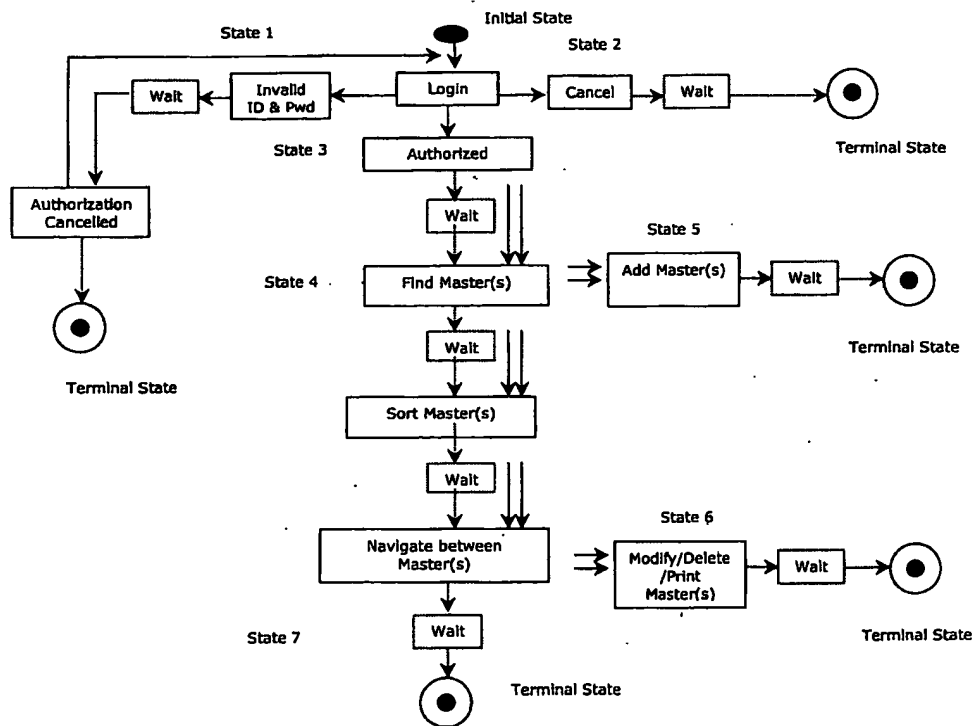 Initial State
State 1
State 2
Wait
Invalid
ID & Pwd
Login
Cancel
Wait
Terminal State
State 3
Authorized
Authorization
Cancelled
Wait
State 5
State 4
Find Master(s)
Add Master(s)
Wait
Terminal State
Wait
Terminal State
Sort Master(s)
Wait
State 6
Navigate between
Master(s)
Modify/Delete
/Print
Master(s)
Wait
Terminal State
State 7
Wait
Terminal State